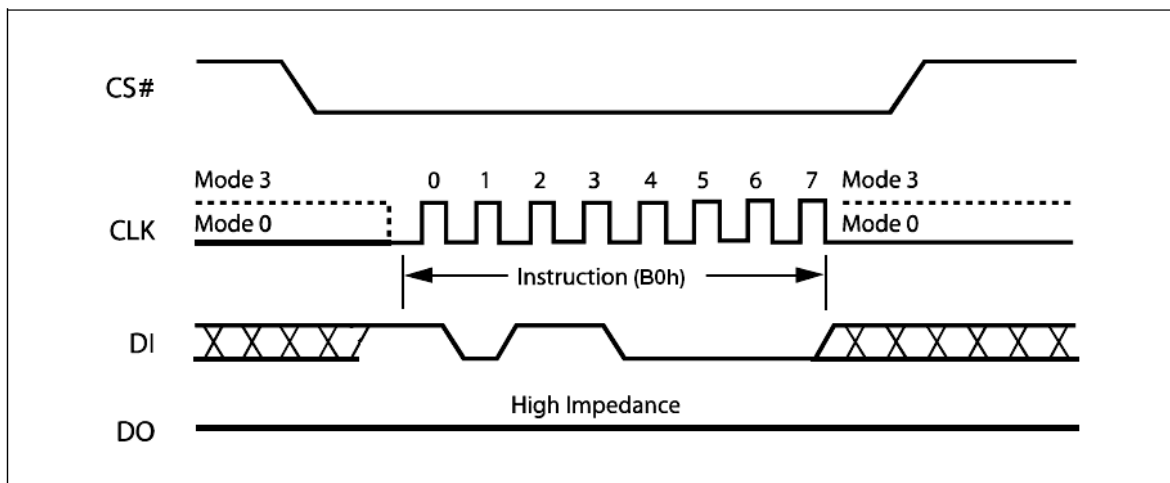 CS#
Mode 3
0 1 2 3 4 5 6 7
Mode 3
CLK
Mode 0
Mode 0
Instruction (B0h)
DI
High Impedance
DO